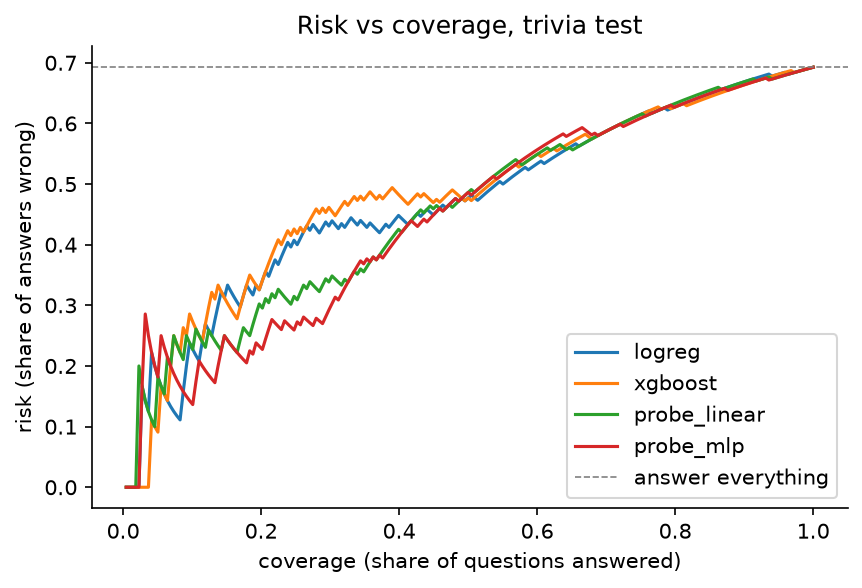 Risk vs coverage, trivia test
risk (share of answers wrong)
0.7
0.6
0.5
0.4
0.3
0.2
0.1
0.0
logreg
xgboost
probe_linear
probe_mlp
answer everything
0.0 0.2 0.4 0.6 0.8 1.0
coverage (share of questions answered)